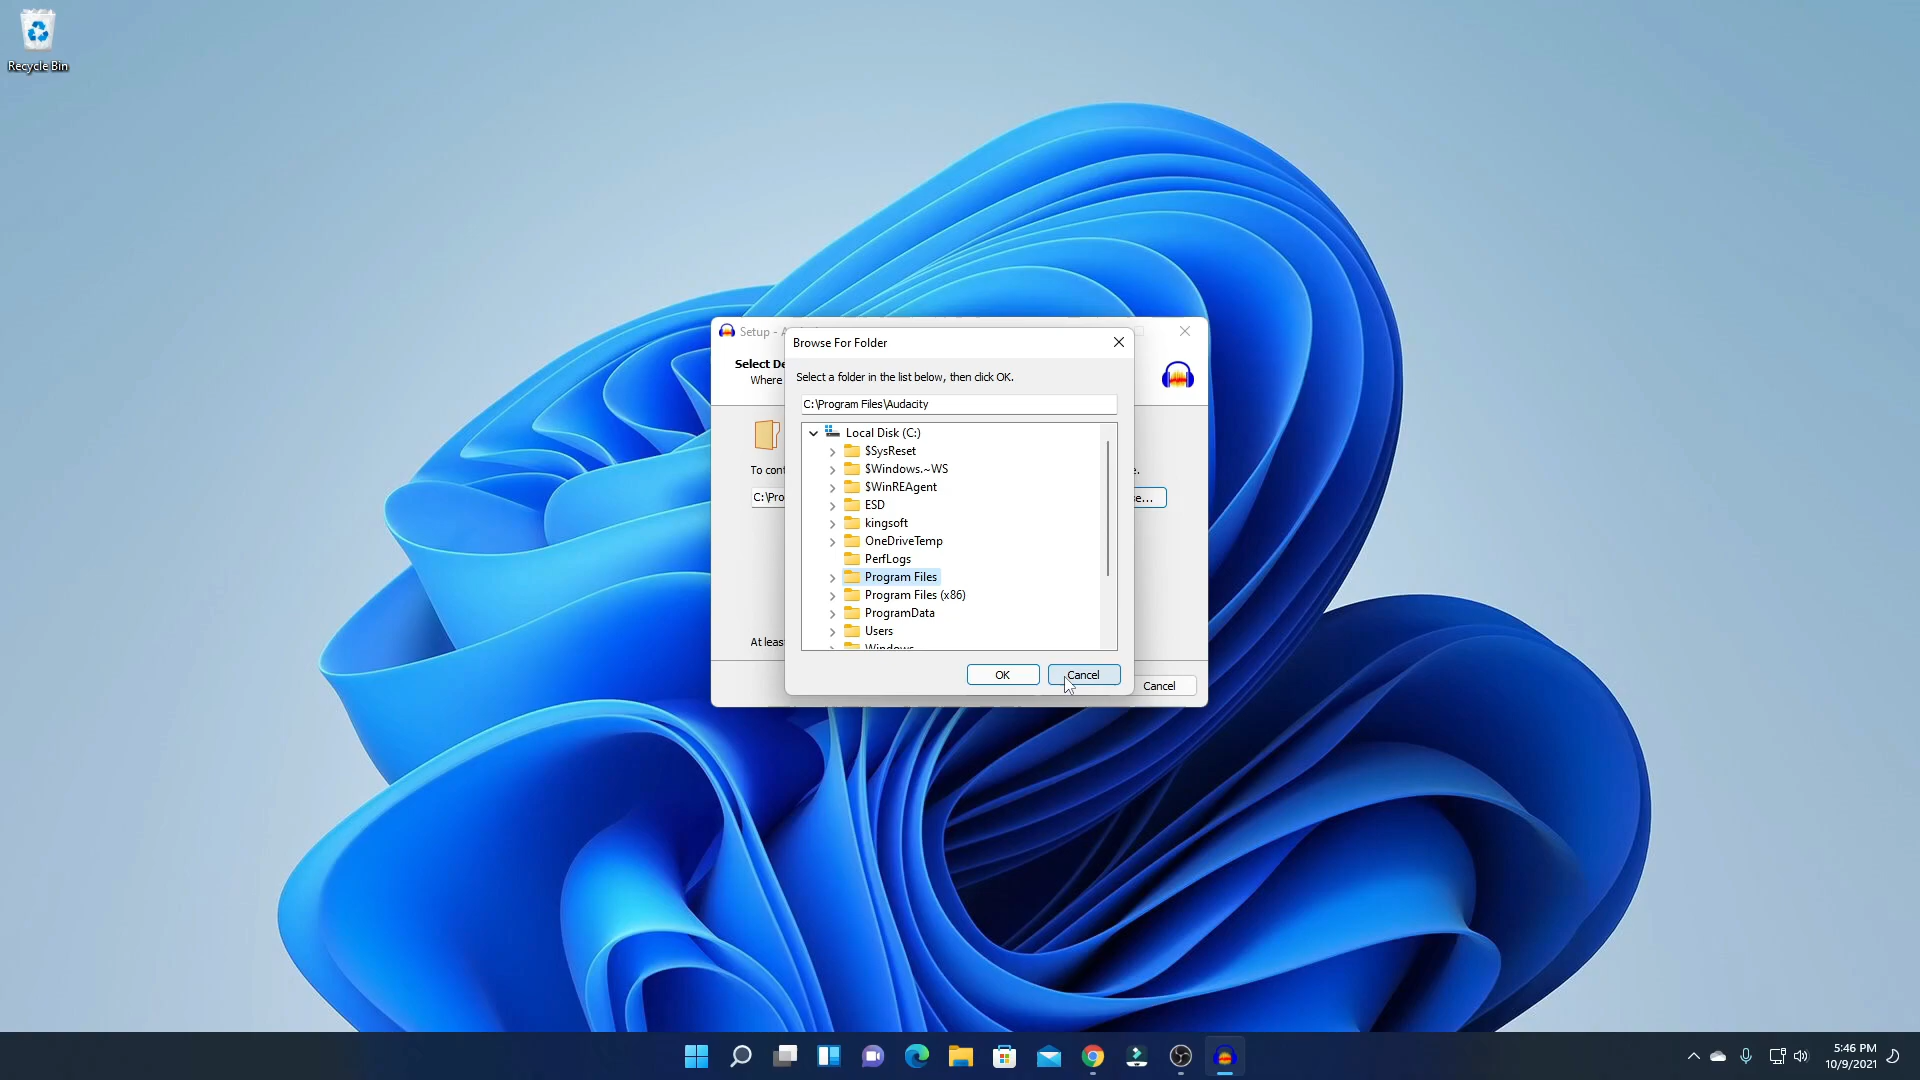 Recycle Bin
Setup - A
Select De
Where
To cont
C:\Pro
e.
e...
At leas
Cancel
Browse For Folder
Select a folder in the list below, then click OK.
C:\Program Files\Audacity
Local Disk (C:)
$SysReset
$Windows.~WS
$WinREAgent
ESD
kingsoft
OneDriveTemp
PerfLogs
Program Files
Program Files (x86)
ProgramData
Users
Windows
OK
Cancel
5:46 PM
10/9/2021